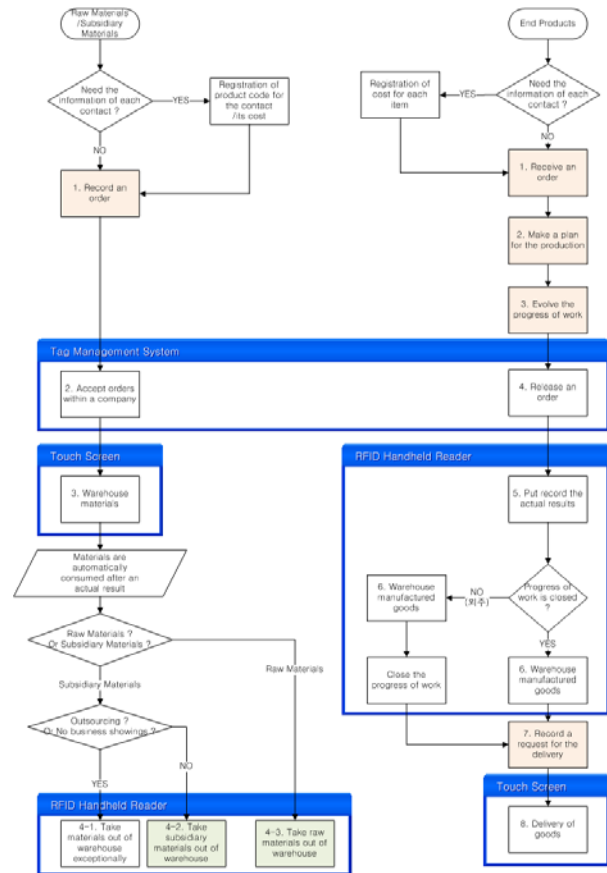 Raw Materials
/Subsidiary
Materials
Need the
information of each
contact ?
YES
Registration of
product code for
the contact
/its cost
NO
1. Record an
order
End Products
Need the
information of each
contact ?
YES
Registration of
cost for each
item
NO
1. Receive an
order
2. Make a plan
for the production
3. Evolve the
progress of work
Tag Management System
2. Accept orders
within a company
4. Release an
order
Touch Screen
3. Warehouse
materials
Materials are
automatically
consumed after an
actual result
Raw Materials ?
Or Subsidiary Materials ?
Raw Materials
Subsidiary Materials
Outsourcing ?
Or No business showings ?
YES
NO
RFID Handheld Reader
4-1. Take
materials out of
warehouse
exceptionally
4-2. Take
subsidiary
materials out of
warehouse
4-3. Take raw
materials out of
warehouse
RFID Handheld Reader
5. Put record the
actual results
Progress of
work is closed
?
NO
(외주)
6. Warehouse
manufactured
goods
Close the
progress of work
YES
6. Warehouse
manufactured
goods
7. Record a
request for the
delivery
Touch Screen
8. Delivery of
goods